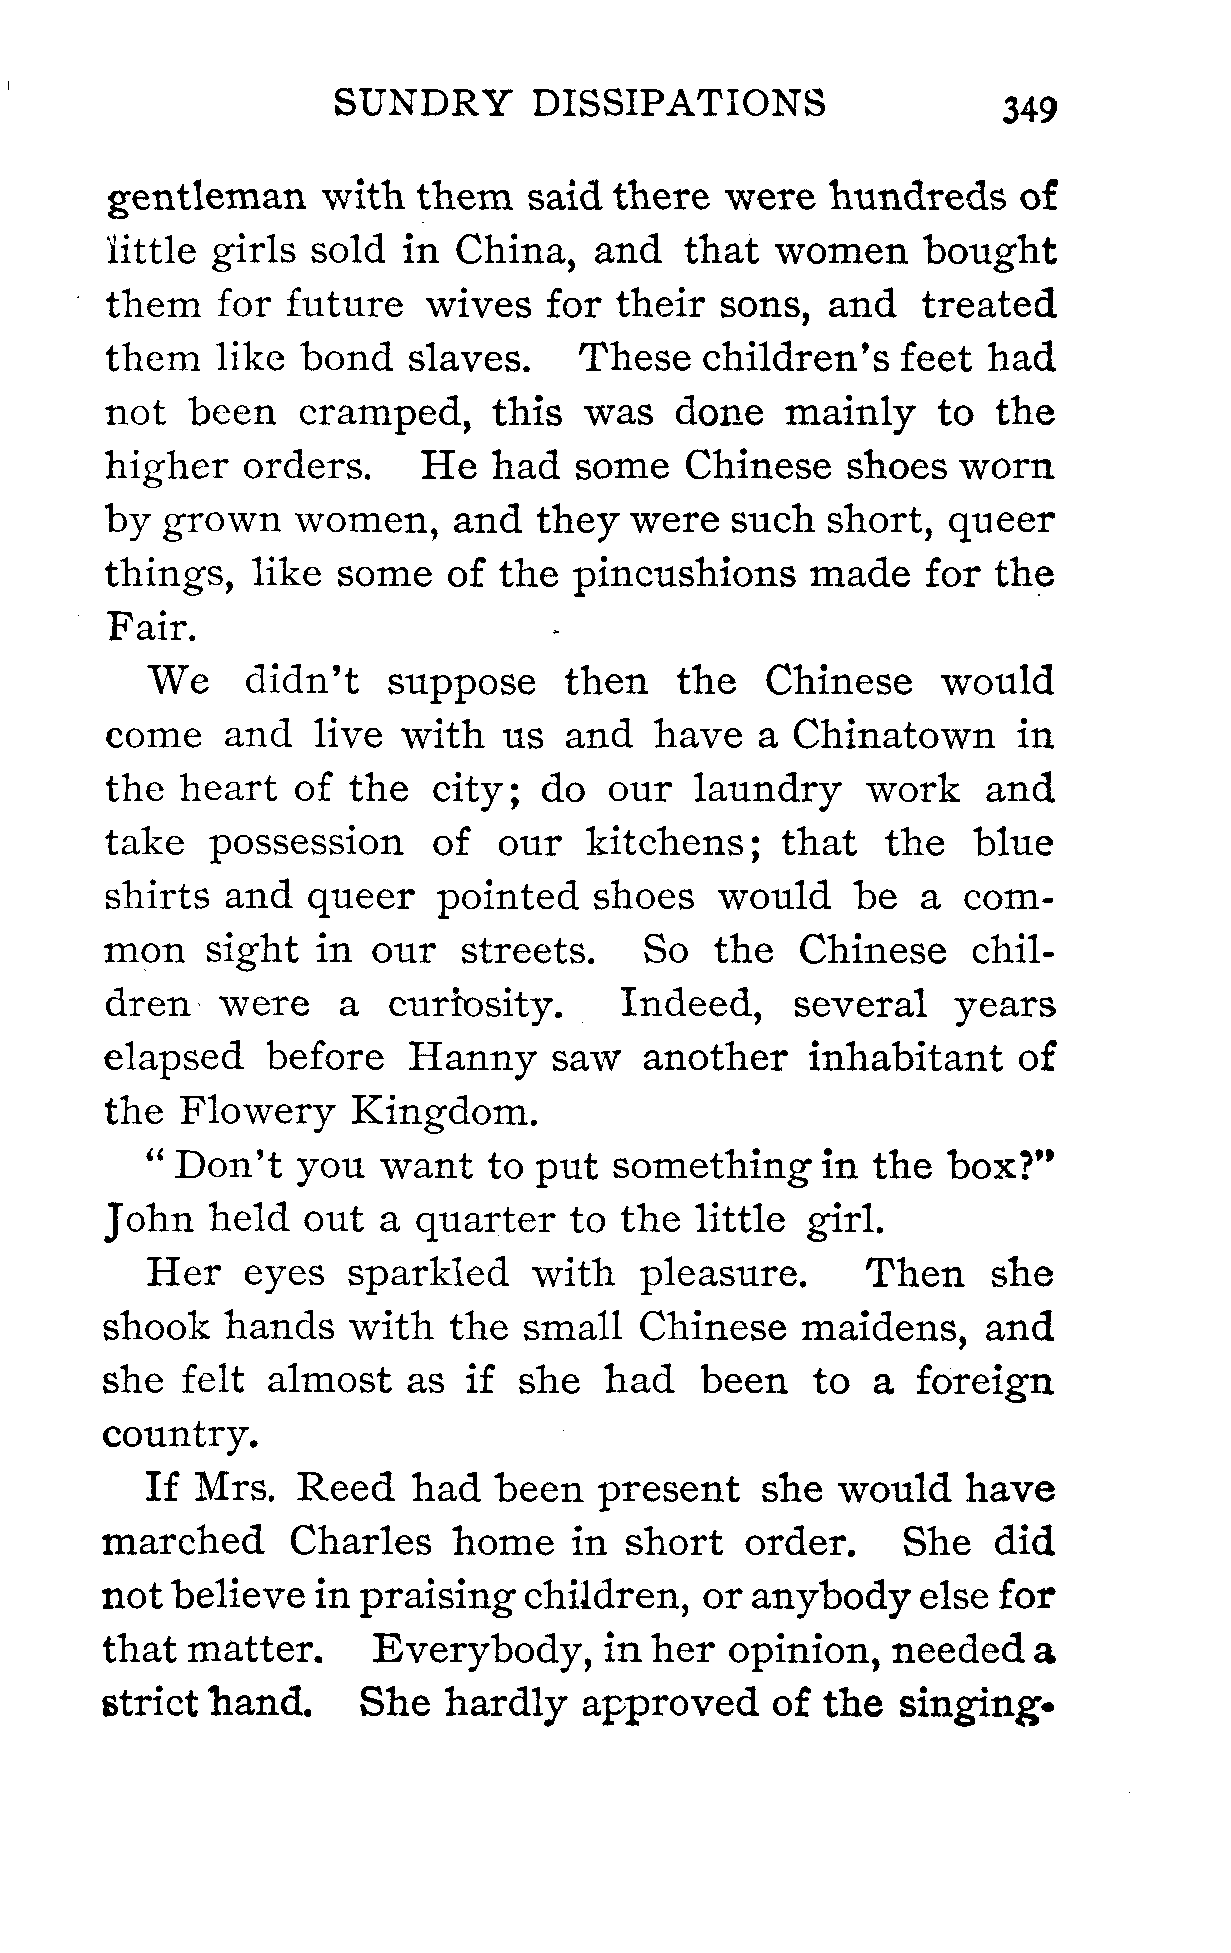 SUNDRY DISSIPATIONS 349
gentleman with them said there were hundreds of
little girls sold in China, and that women bought
them for future wives for their sons, and treated
them like bond slaves. These children's feet had
not been cramped, this was done mainly to the
higher orders. He had some Chinese shoes worn
by grown women, and they were such short, queer
things, like some of the pincushions made for the
Fair.
We didn't suppose then the Chinese would
come and live with us and have a Chinatown in
the heart of the city; do our laundry work and
take possession of our kitchens; that the blue
shirts and queer pointed shoes would be a com-
mon sight in our streets. So the Chinese chil-
dren were a curiosity. Indeed, several years
elapsed before Hanny saw another inhabitant of
the Flowery Kingdom.
" Don't you want to put something in the box?"
John held out a quarter to the little girl.
Her eyes sparkled with pleasure. Then she
shook hands with the small Chinese maidens, and
she felt almost as if she had been to a foreign
country.
If Mrs. Reed had been present she would have
marched Charles home in short order. She did
not believe in praising children, or anybody else for
that matter. Everybody, in her opinion, needed a
strict hand. She hardly approved of the singing-